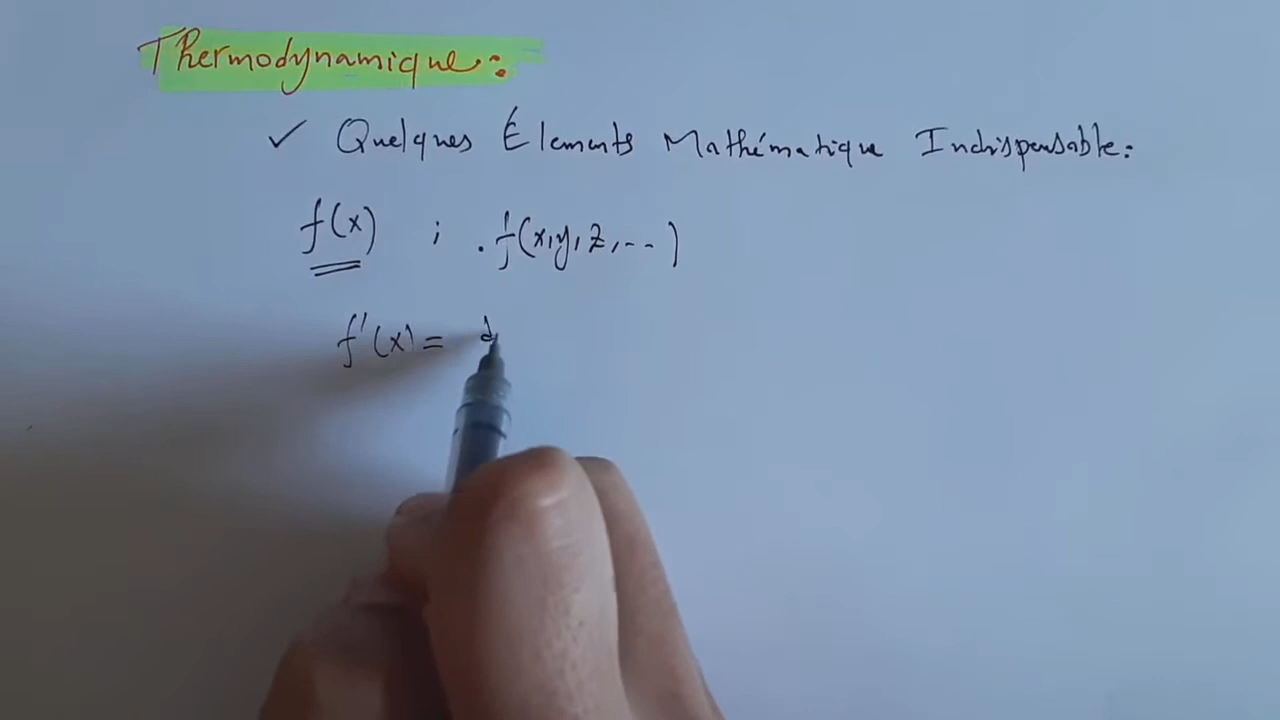 Thermodynamique:
✓ Quelques Élements Mathématique Indispensable:
f(x) ; . f(x,y,z,...)
f'(x) = d